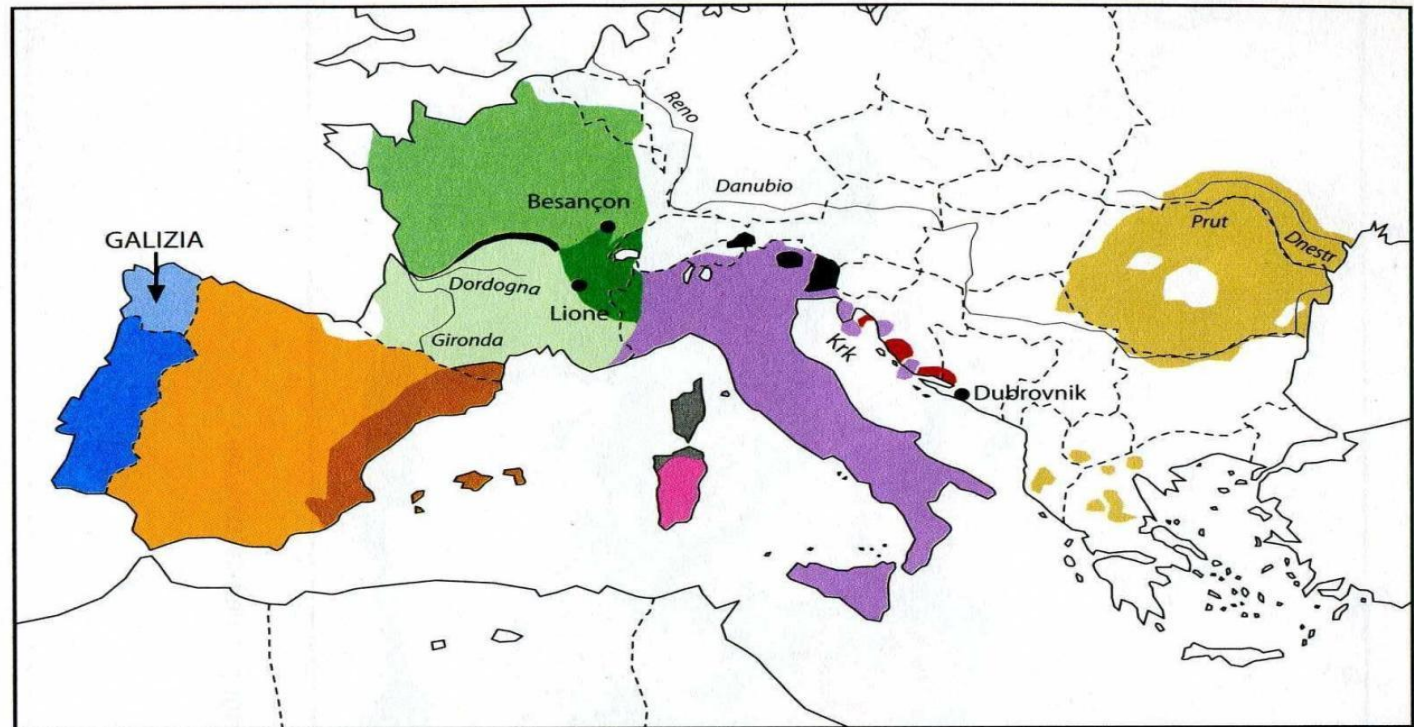 Reno
Danubio
Besançon
Prut
Dnestr
GALIZIA
Dordogna
Lione
Gironda
Krk
Dubrovnik